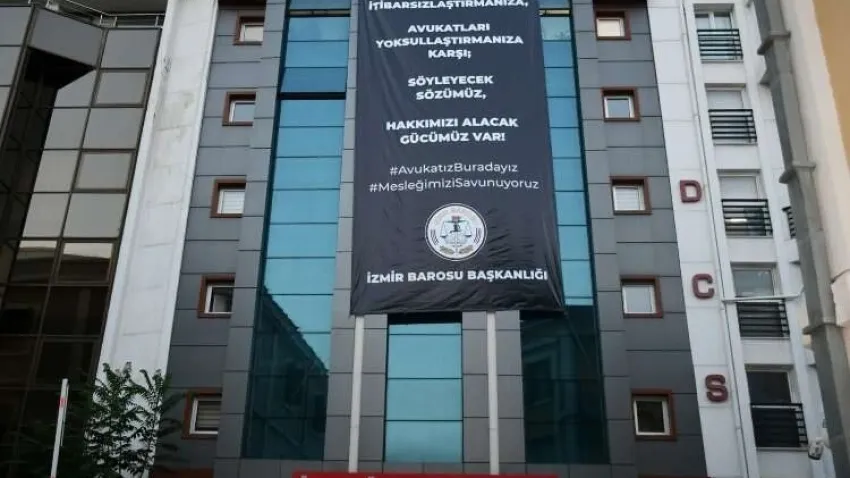 İTİBARSIZLAŞTIRMANIZA,
AVUKATLARI
YOKSULLAŞTIRMANIZA
KARŞI;
SÖYLEYECEK
SÖZÜMÜZ,
HAKKIMIZI ALACAK
GÜCÜMÜZ VAR!
#AvukatızBuradayız
#MesleğimiziSavunuyoruz
İZMİR BAROSU BAŞKANLIĞI
D
C
S